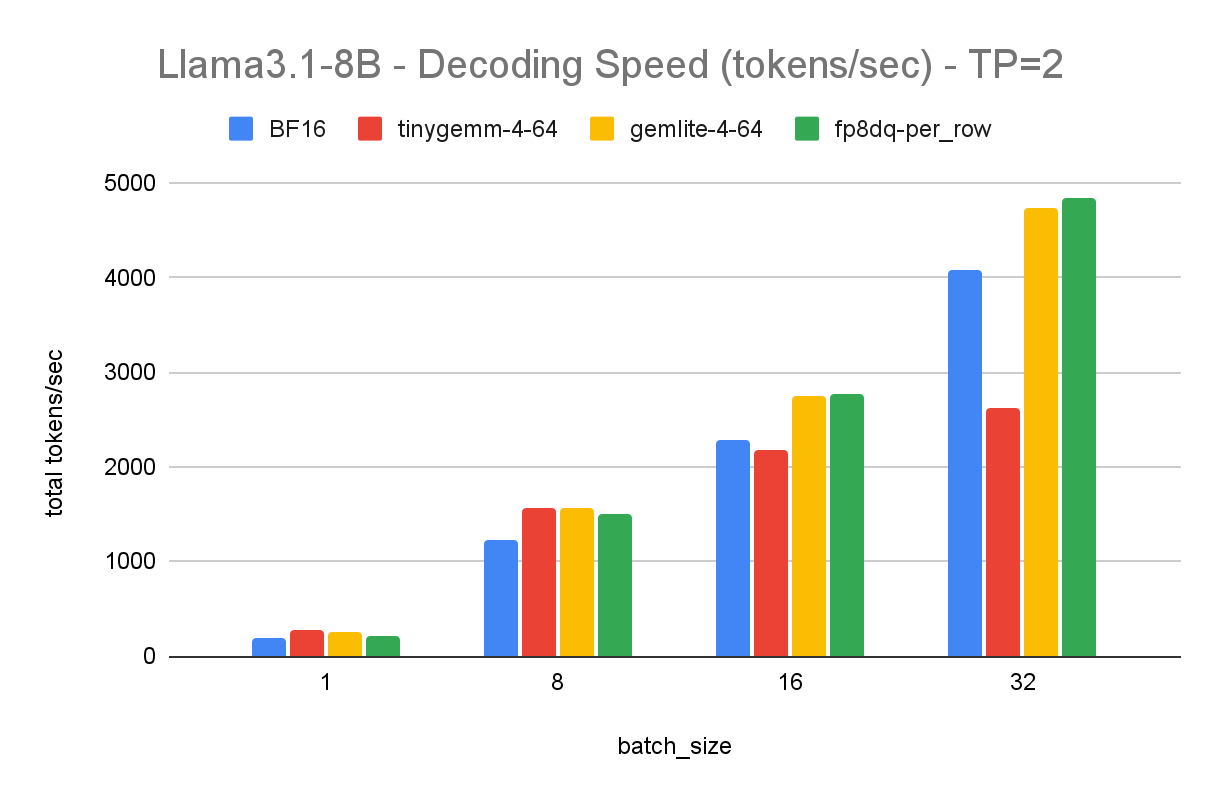 Llama3.1-8B - Decoding Speed (tokens/sec) - TP=2
BF16 tinygemm-4-64 gemlite-4-64 fp8dq-per_row
5000
4000
3000
2000
1000
0
total tokens/sec
1 8 16 32
batch_size